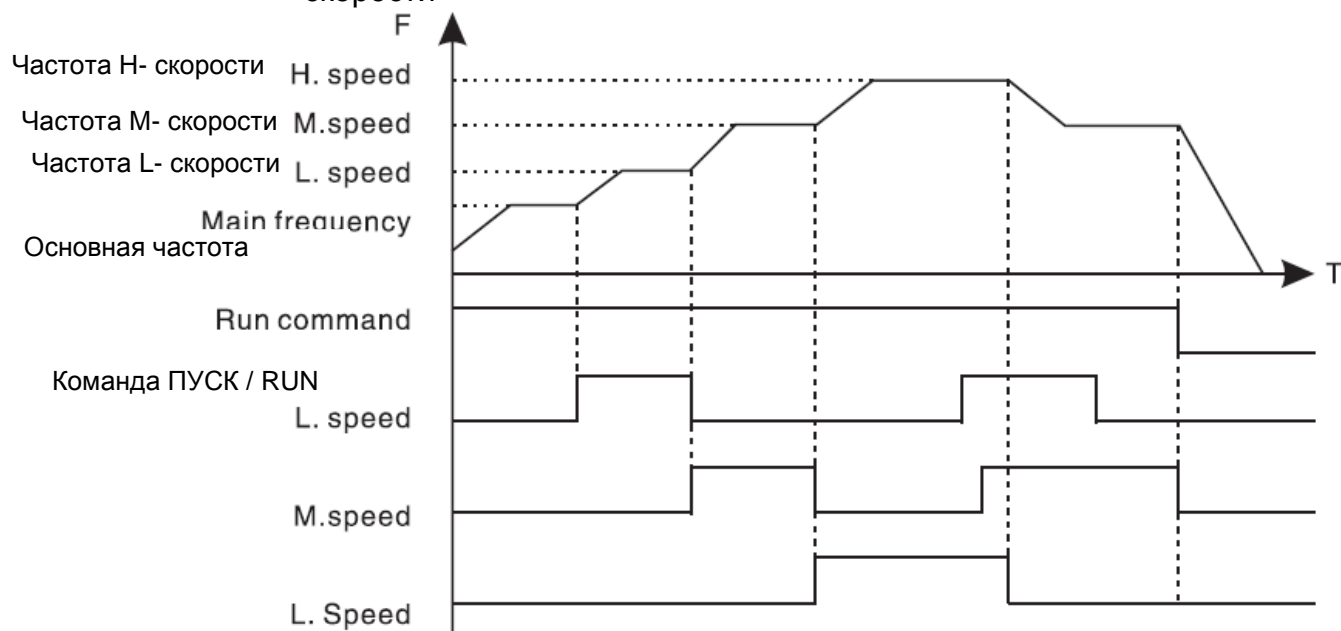 скорости
F
Частота H- скорости H. speed
Частота M- скорости M.speed
Частота L- скорости L. speed
Main frequency
Основная частота
T
Run command
Команда ПУСК / RUN
L. speed
M.speed
L. Speed